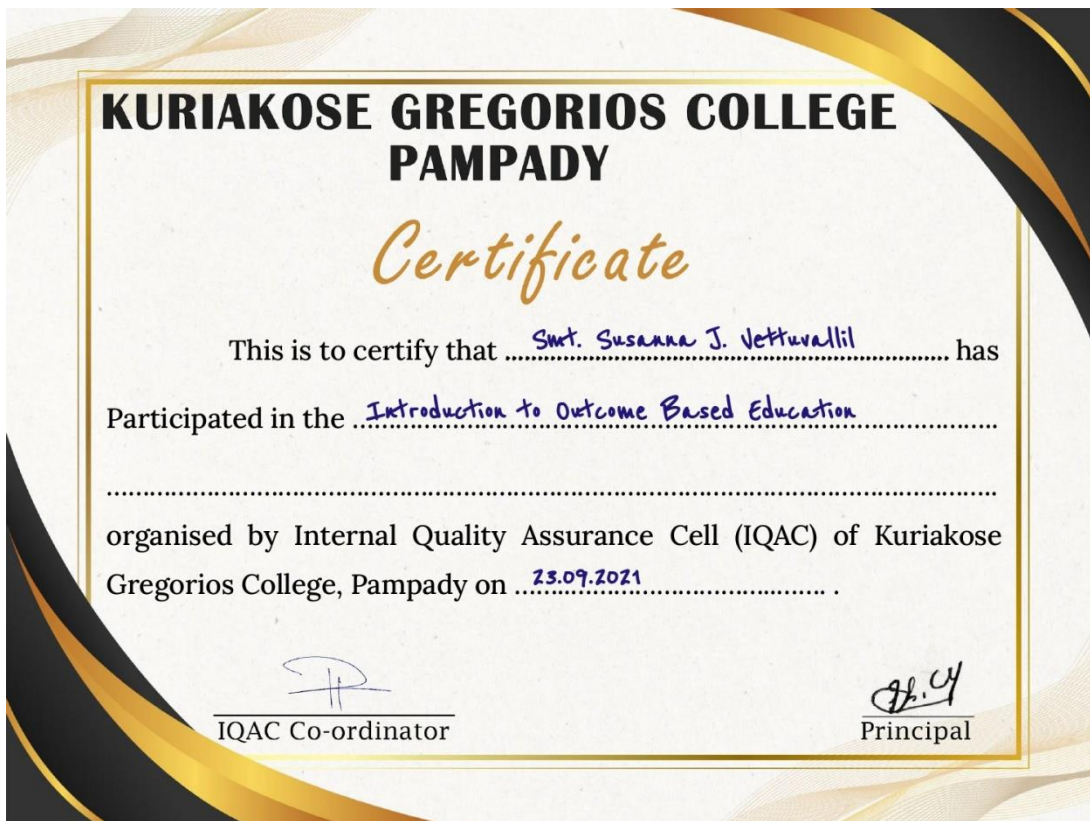 KURIAKOSE GREGORIOS COLLEGE
PAMPADY
Certificate
This is to certify that ..... Smt. Susanna J. Vettuvallil ..... has
Participated in the ..... Introduction to Outcome Based Education .....
.....
organised by Internal Quality Assurance Cell (IQAC) of Kuriakose
Gregorios College, Pampady on ..... 23.09.2021 ..... .
IQAC Co-ordinator
Principal